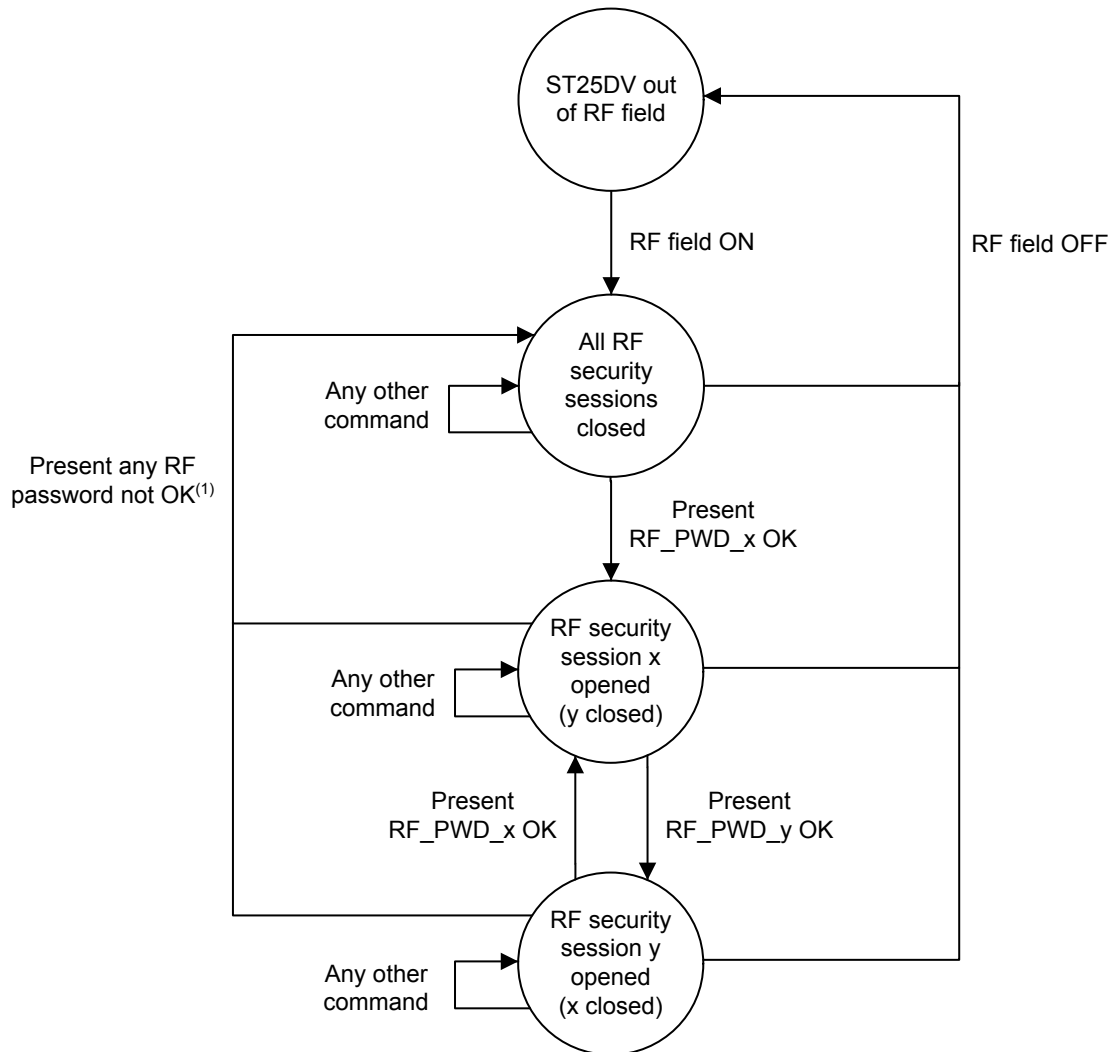 ST25DV out
of RF field
RF field ON
RF field OFF
All RF
security
sessions
closed
Any other
command
Present any RF
password not OK(1)
Present
RF_PWD_x OK
RF security
session x
opened
(y closed)
Any other
command
Present
RF_PWD_x OK
Present
RF_PWD_y OK
RF security
session y
opened
(x closed)
Any other
command